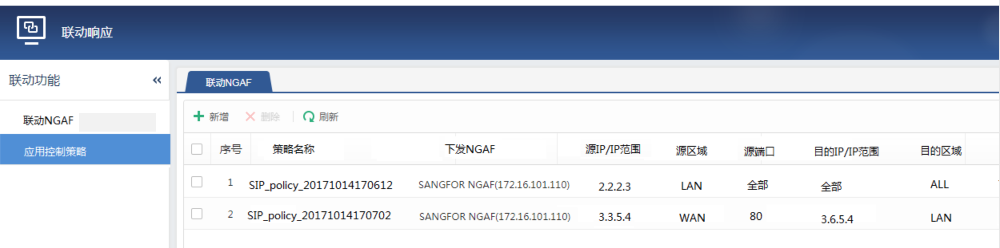 联动响应
联动功能
联动NGAF
联动NGAF
应用控制策略
新增 删除 刷新
序号 策略名称 下发NGAF 源IP/IP范围 源区域 源端口 目的IP/IP范围 目的区域
1 SIP_policy_20171014170612 SANGFOR NGAF(172.16.101.110) 2.2.2.3 LAN 全部 全部 ALL
2 SIP_policy_20171014170702 SANGFOR NGAF(172.16.101.110) 3.3.5.4 WAN 80 3.6.5.4 LAN